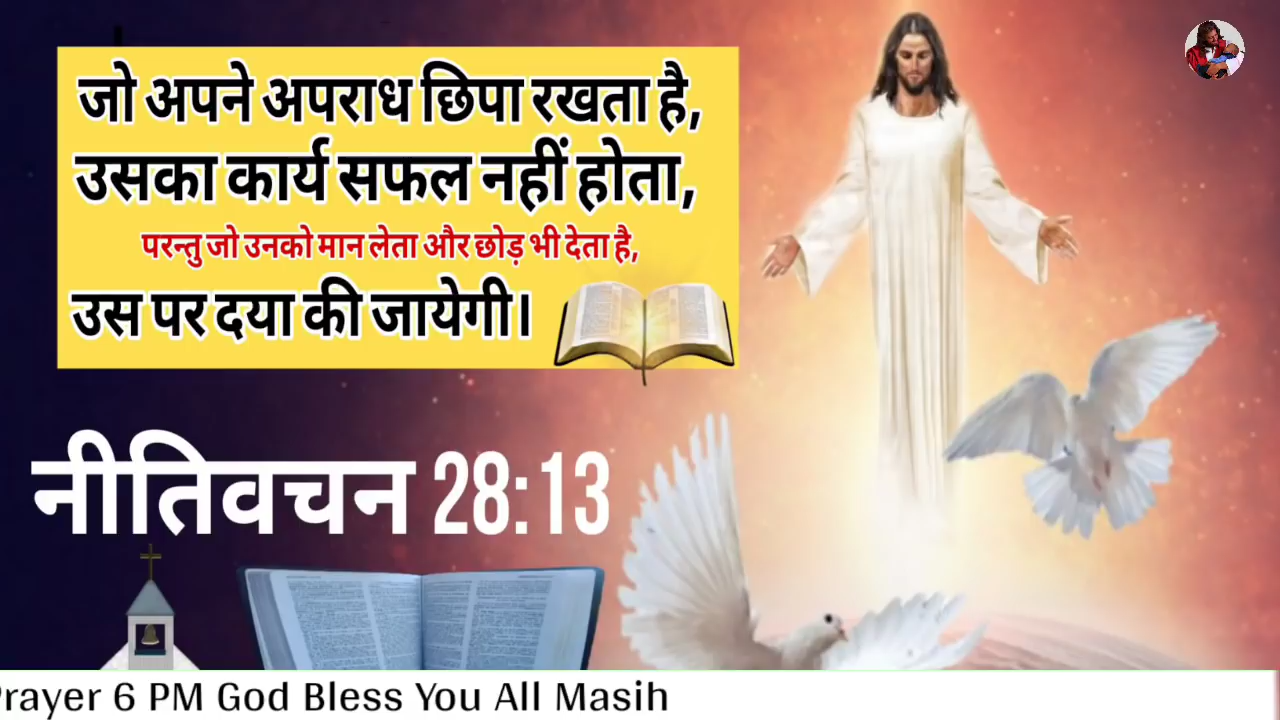 जो अपने अपराध छिपा रखता है,
उसका कार्य सफल नहीं होता,
परन्तु जो उनको मान लेता और छोड़ भी देता है,
उस पर दया की जायेगी।
नीतिवचन 28:13
Prayer 6 PM God Bless You All Masih